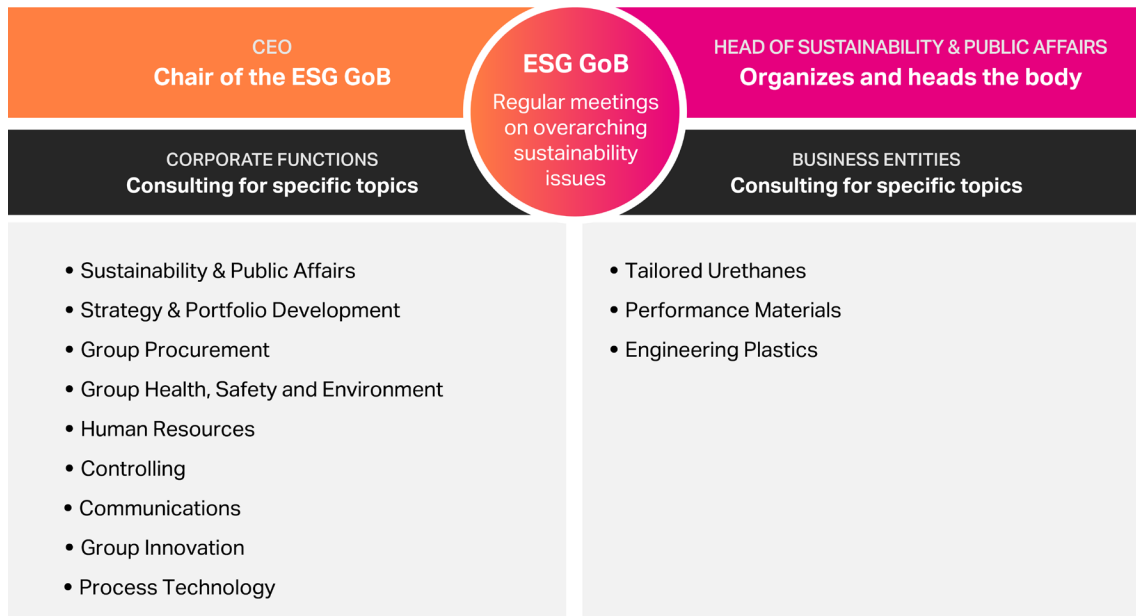 CEO
Chair of the ESG GoB
ESG GoB
Regular meetings
on overarching
sustainability
issues
HEAD OF SUSTAINABILITY & PUBLIC AFFAIRS
Organizes and heads the body
CORPORATE FUNCTIONS
Consulting for specific topics
BUSINESS ENTITIES
Consulting for specific topics
• Sustainability & Public Affairs
• Strategy & Portfolio Development
• Group Procurement
• Group Health, Safety and Environment
• Human Resources
• Controlling
• Communications
• Group Innovation
• Process Technology
• Tailored Urethanes
• Performance Materials
• Engineering Plastics